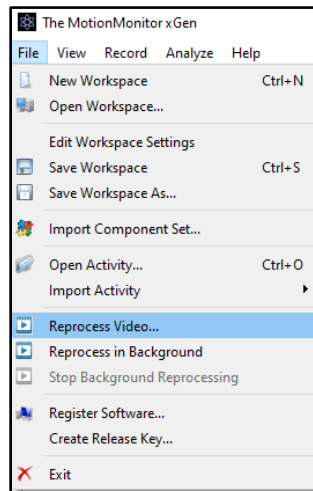 The MotionMonitor xGen
File View Record Analyze Help
New Workspace Ctrl+N
Open Workspace...
Edit Workspace Settings
Save Workspace Ctrl+S
Save Workspace As...
Import Component Set...
Open Activity... Ctrl+O
Import Activity
Reprocess Video...
Reprocess in Background
Stop Background Reprocessing
Register Software...
Create Release Key...
Exit